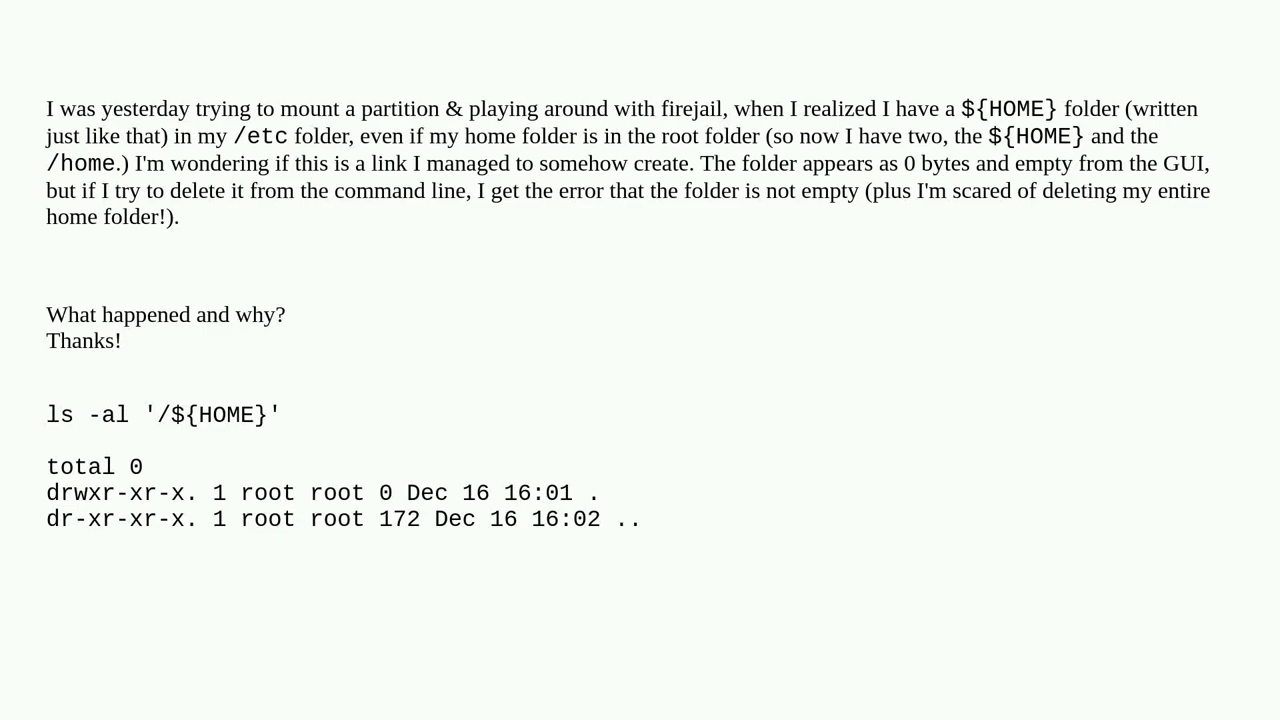 I was yesterday trying to mount a partition & playing around with firejail, when I realized I have a ${HOME} folder (written
just like that) in my /etc folder, even if my home folder is in the root folder (so now I have two, the ${HOME} and the
/home.) I'm wondering if this is a link I managed to somehow create. The folder appears as 0 bytes and empty from the GUI,
but if I try to delete it from the command line, I get the error that the folder is not empty (plus I'm scared of deleting my entire
home folder!).
What happened and why?
Thanks!
ls -al '/${HOME}'
total 0
drwxr-xr-x. 1 root root 0 Dec 16 16:01 .
dr-xr-xr-x. 1 root root 172 Dec 16 16:02 ..